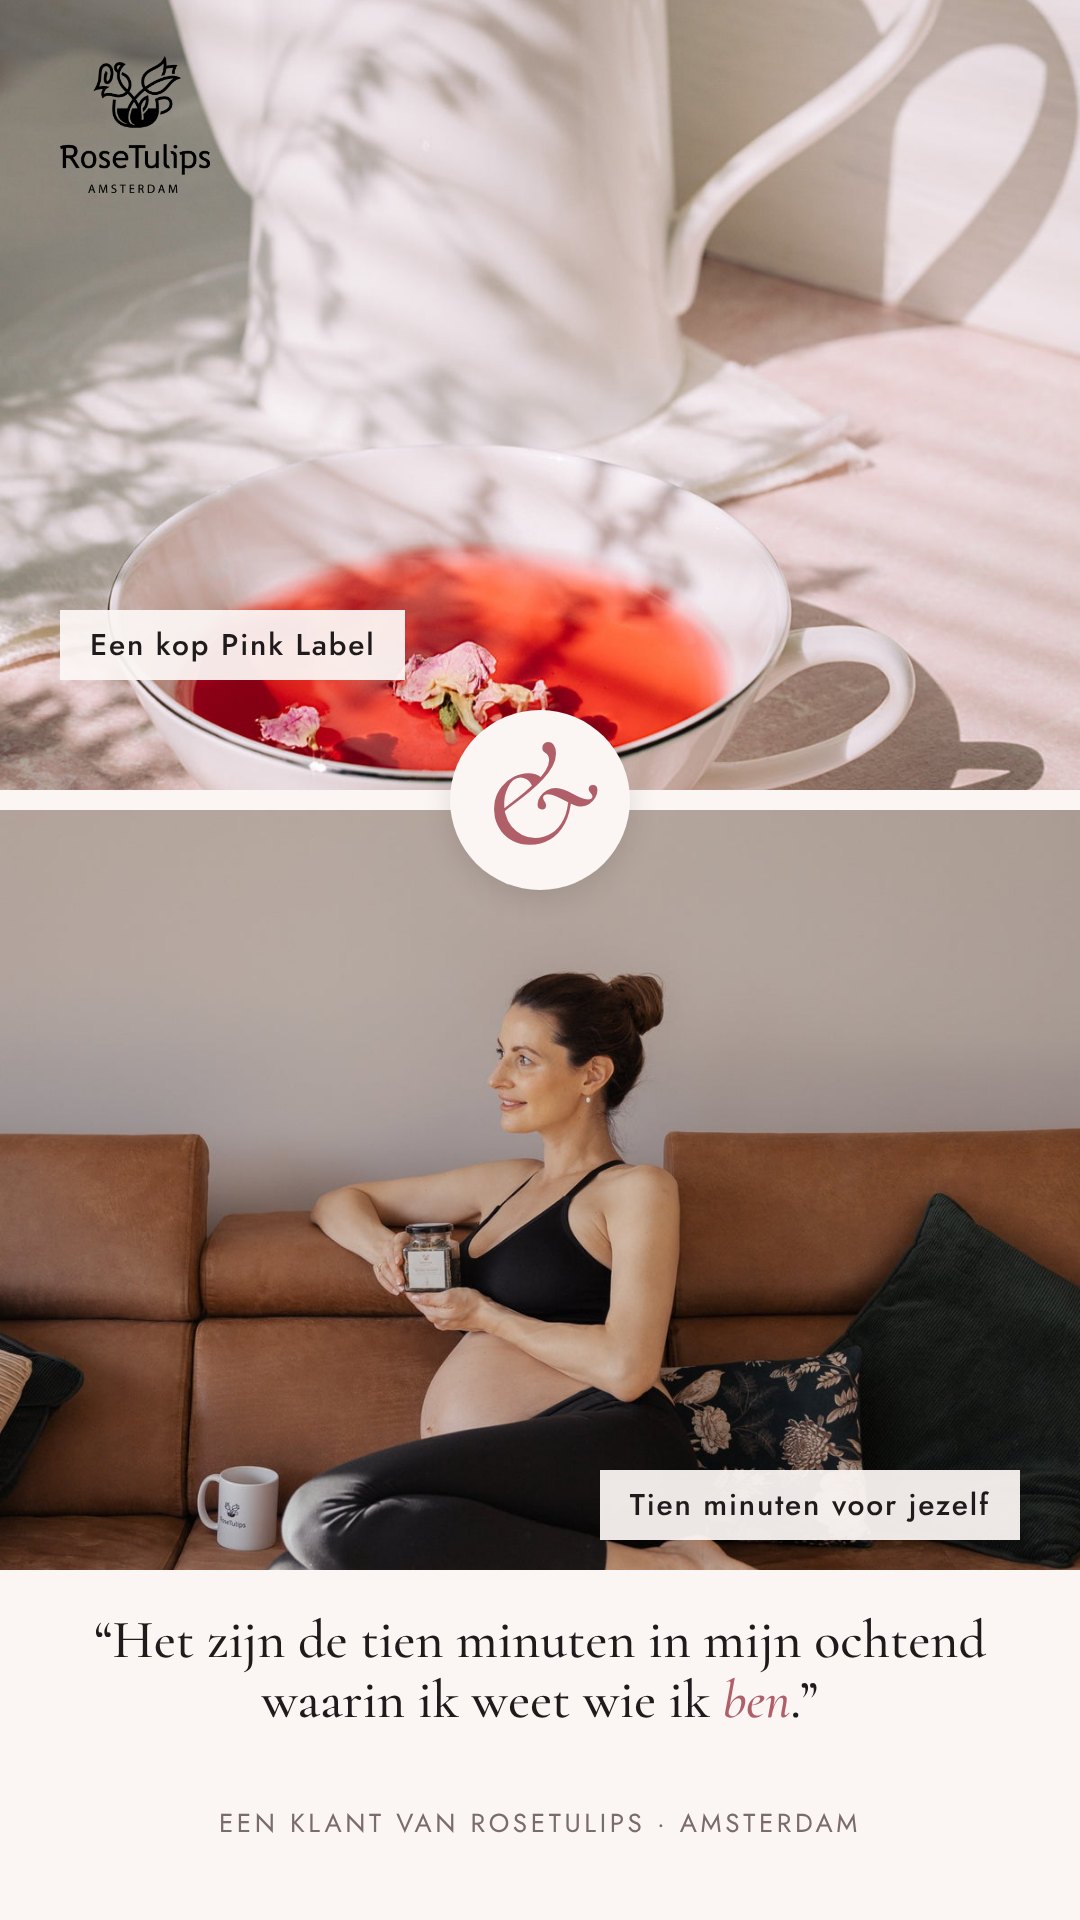 RoseTulips
AMSTERDAM
Een kop Pink Label
&
RoseTulips
Tien minuten voor jezelf
“Het zijn de tien minuten in mijn ochtend
waarin ik weet wie ik ben.”
EEN KLANT VAN ROSETULIPS · AMSTERDAM